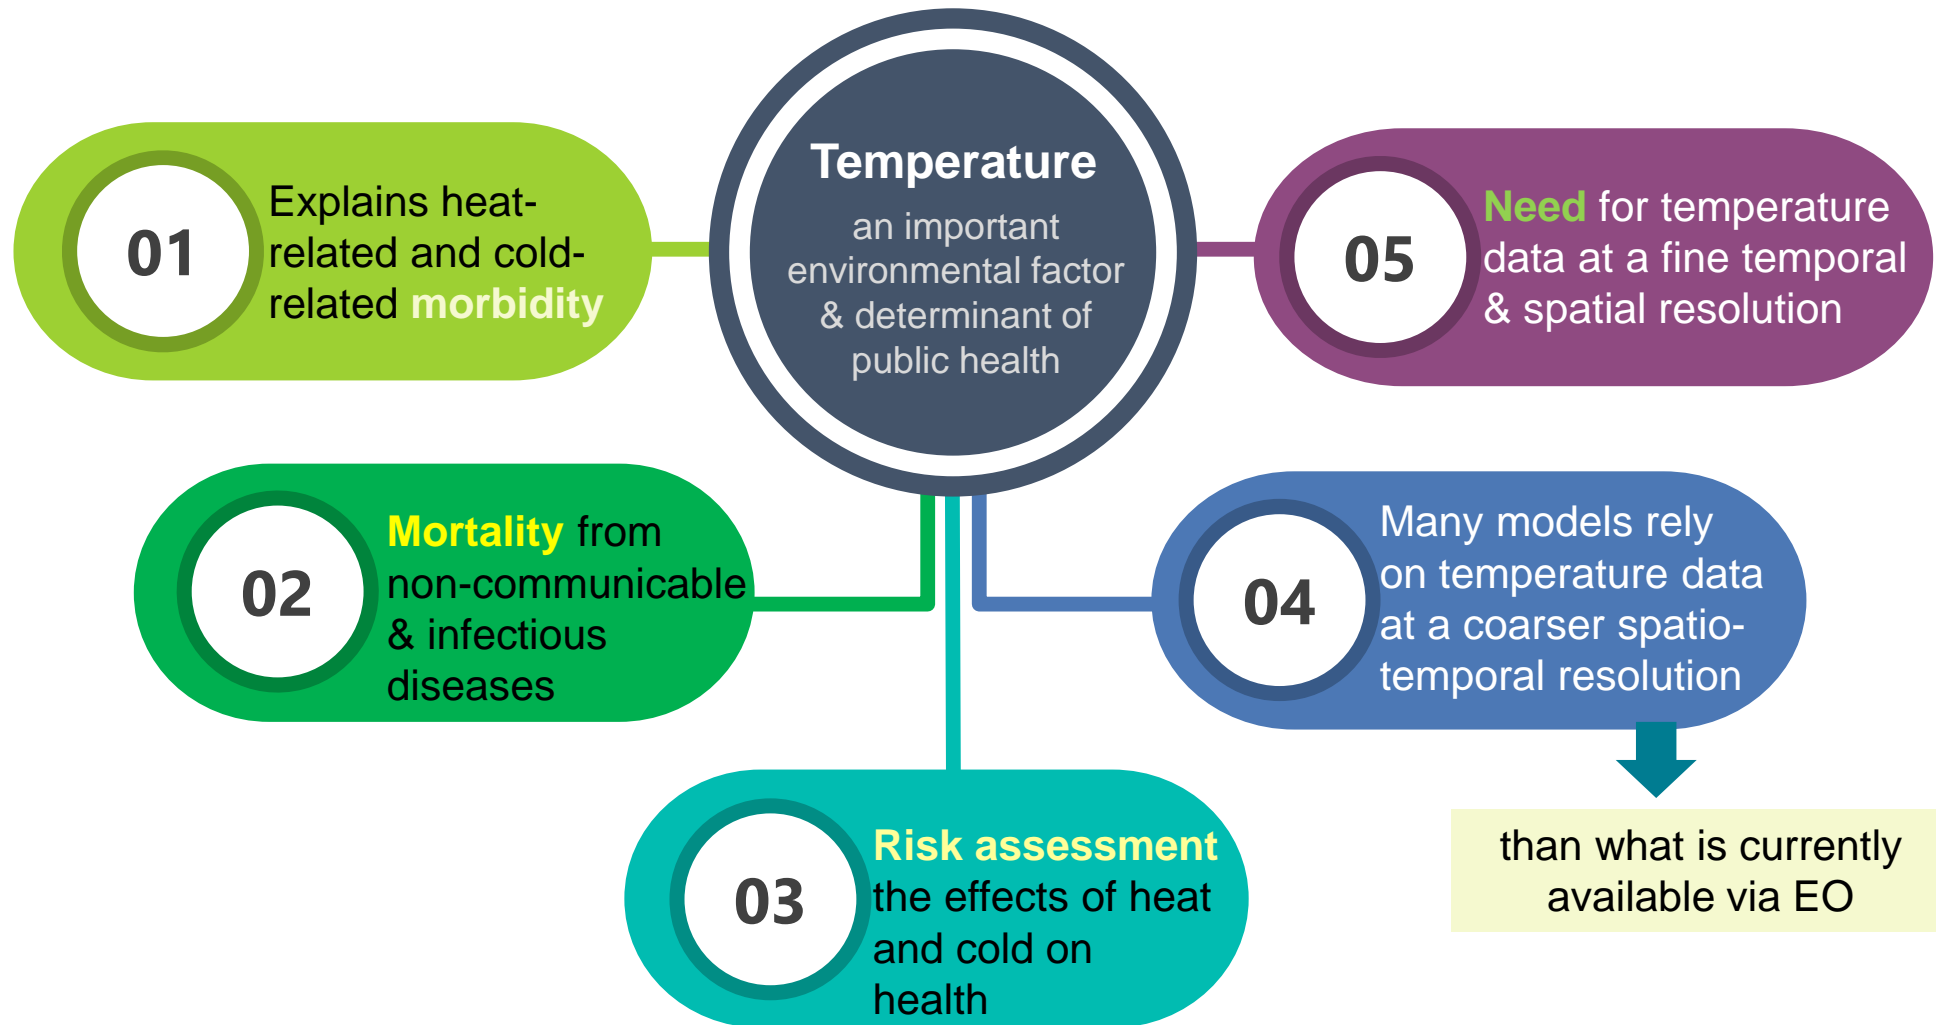 Temperature
an important
environmental factor
& determinant of
public health
01
Explains heat-
related and cold-
related morbidity
02
Mortality from
non-communicable
& infectious
diseases
03
Risk assessment
the effects of heat
and cold on
health
04
Many models rely
on temperature data
at a coarser spatio-
temporal resolution
than what is currently
available via EO
05
Need for temperature
data at a fine temporal
& spatial resolution